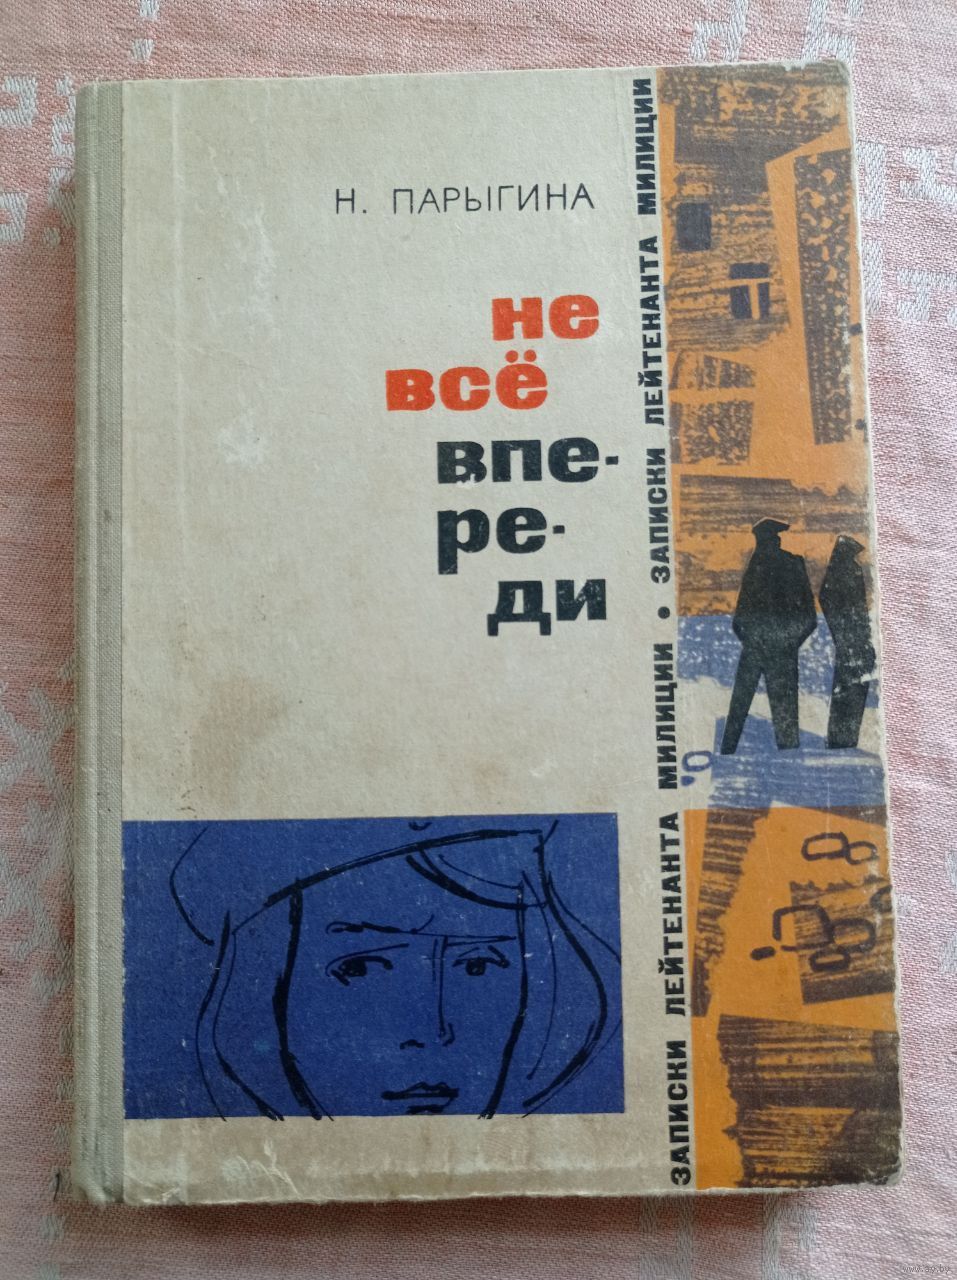 Н. ПАРЫГИНА
не
всё
впе-
ре-
ди
ЗАПИСКИ ЛЕЙТЕНАНТА МИЛИЦИИ • ЗАПИСКИ ЛЕЙТЕНАНТА МИЛИЦИИ